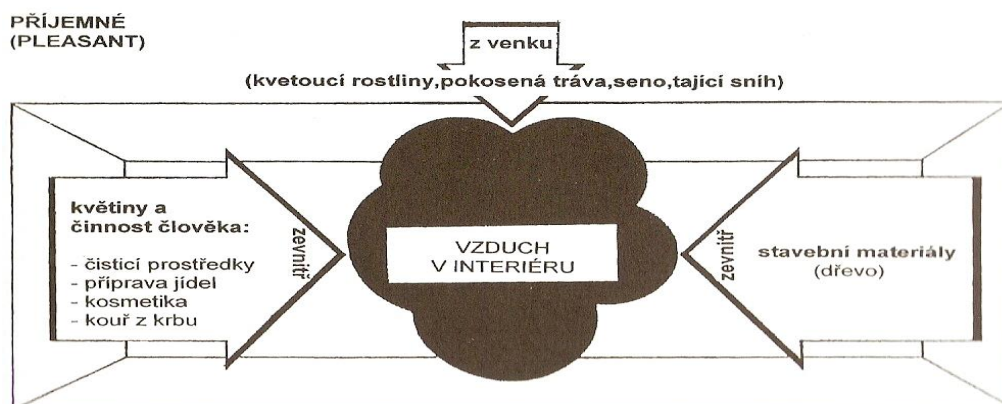 PŘÍJEMNÉ
(PLEASANT)
z venku
(kvetoucí rostliny,pokosená tráva,seno,tající sníh)
květiny a
činnost člověka:
- čisticí prostředky
- příprava jídel
- kosmetika
- kouř z krbu
zevnitř
VZDUCH
V INTERIÉRU
zevnitř
stavební materiály
(dřevo)